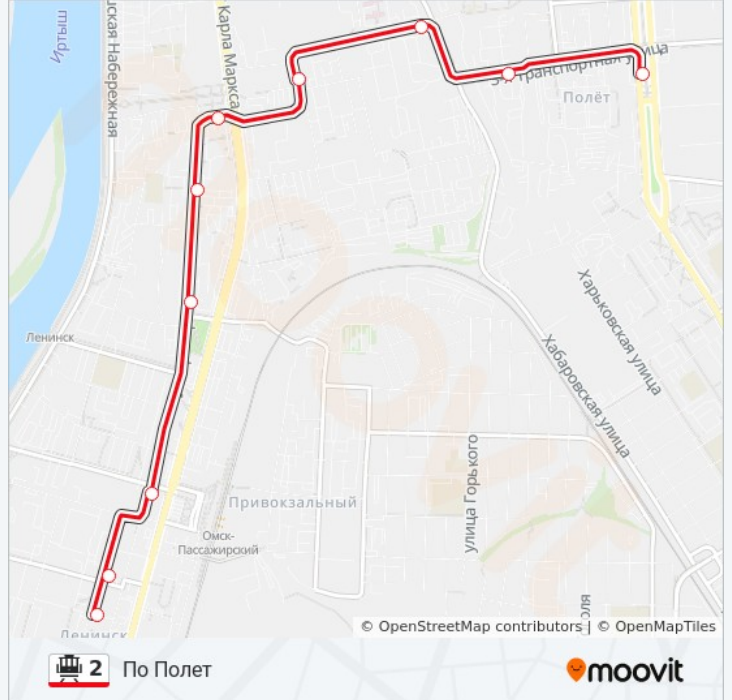 Иртыш
ская Набережная
Карла Маркса
3-я Транспортная улица
Полёт
Харьковская улица
Ленинск
Хабаровская улица
улица Горького
Привокзальный
Омск-
Пассажирский
© OpenStreetMap contributors | © OpenMapTiles
Ленинск
2 По Полет
moovit